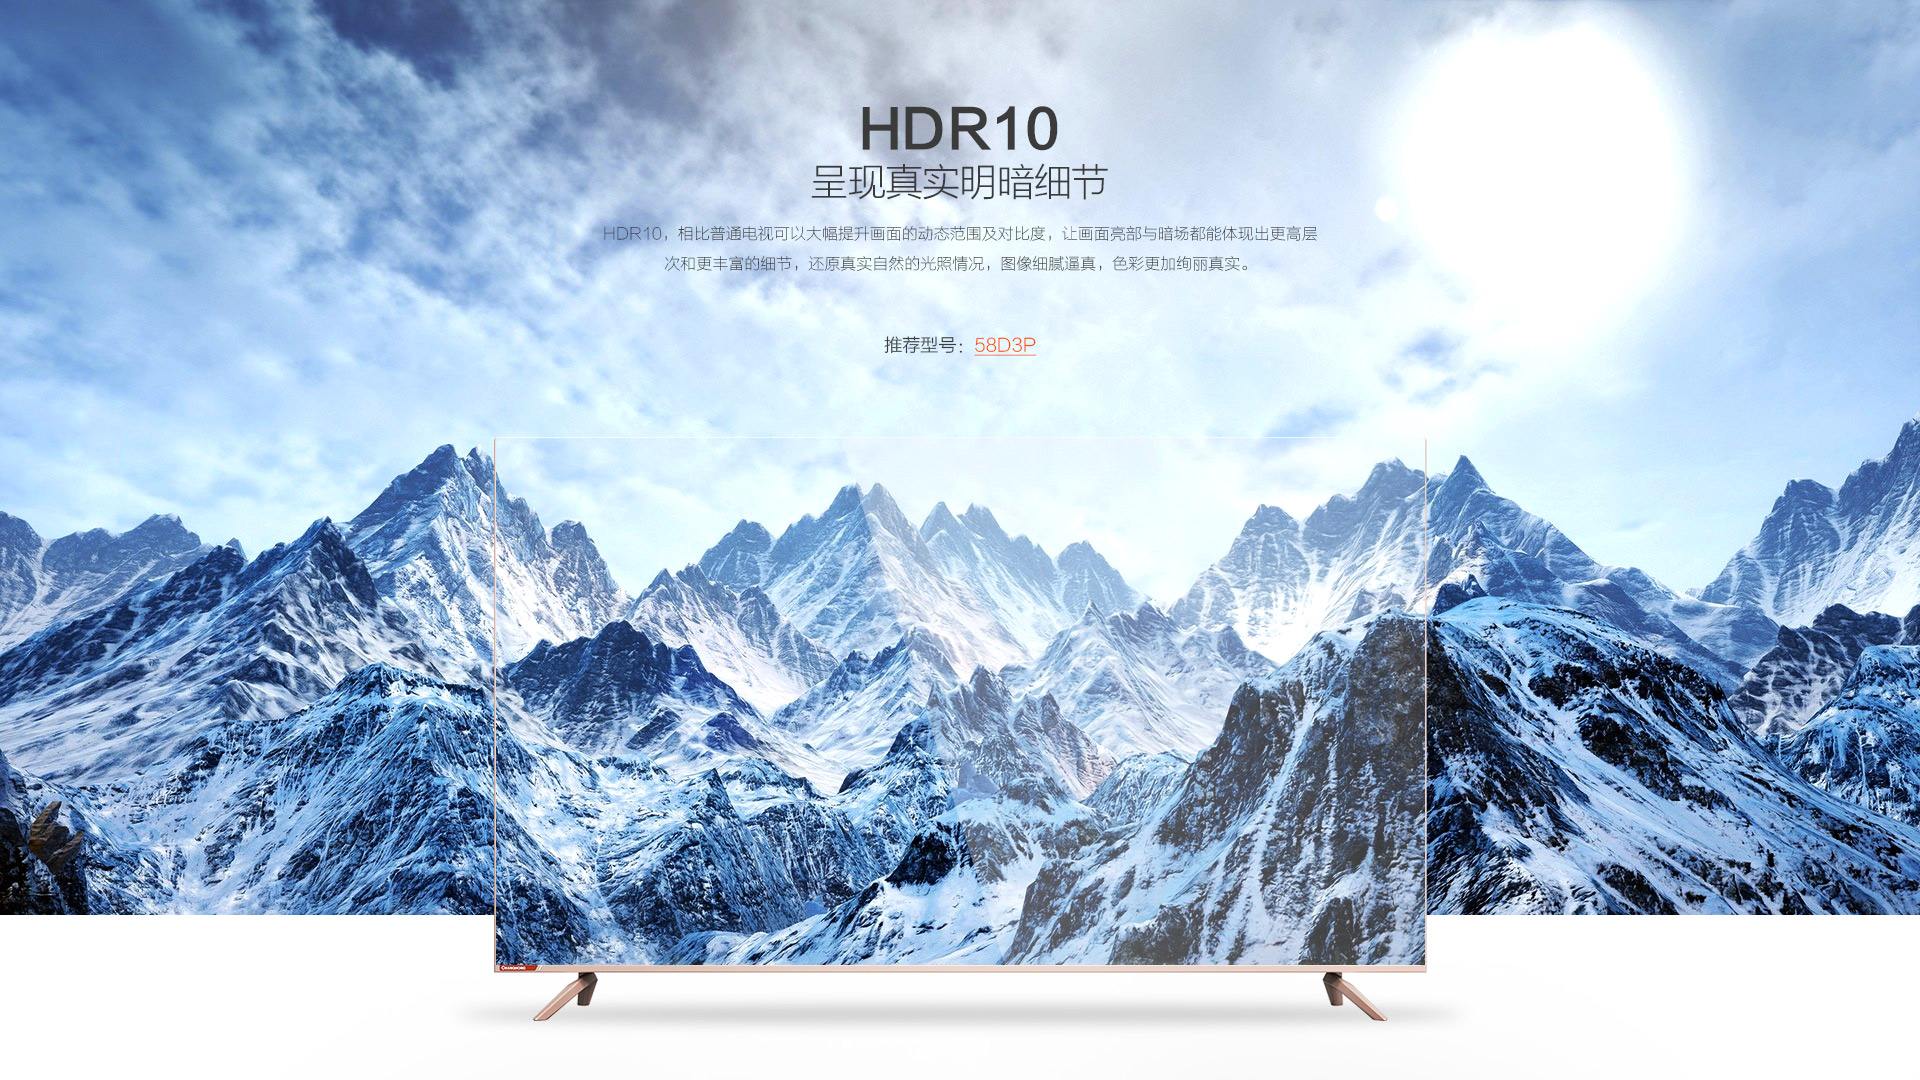 HDR10
呈现真实明暗细节
HDR10，相比普通电视可以大幅提升画面的动态范围及对比度，让画面亮部与暗场都能体现出更高层
次和更丰富的细节，还原真实自然的光照情况，图像细腻逼真，色彩更加绚丽真实。
推荐型号：58D3P
CHANGHONG